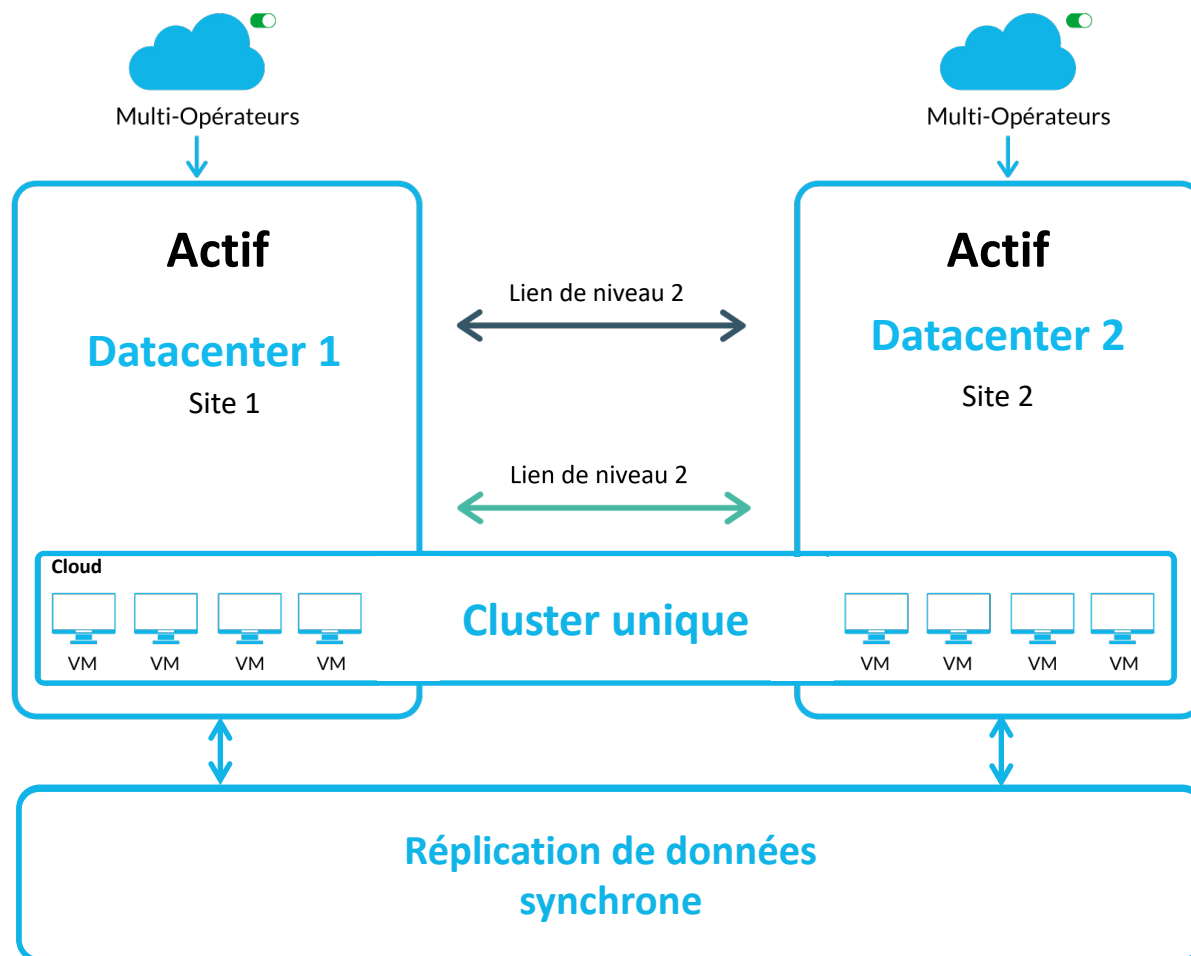 Multi-Opérateurs
Multi-Opérateurs
Actif
Datacenter 1
Site 1
Lien de niveau 2
Lien de niveau 2
Actif
Datacenter 2
Site 2
Cloud
VM
VM
VM
VM
Cluster unique
VM
VM
VM
VM
Réplication de données
synchrone